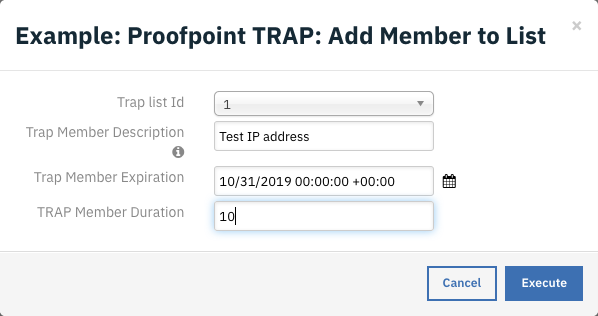 Example: Proofpoint TRAP: Add Member to List
×
Trap list Id
1
Trap Member Description
Test IP address
Trap Member Expiration
10/31/2019 00:00:00 +00:00
TRAP Member Duration
10
Cancel
Execute